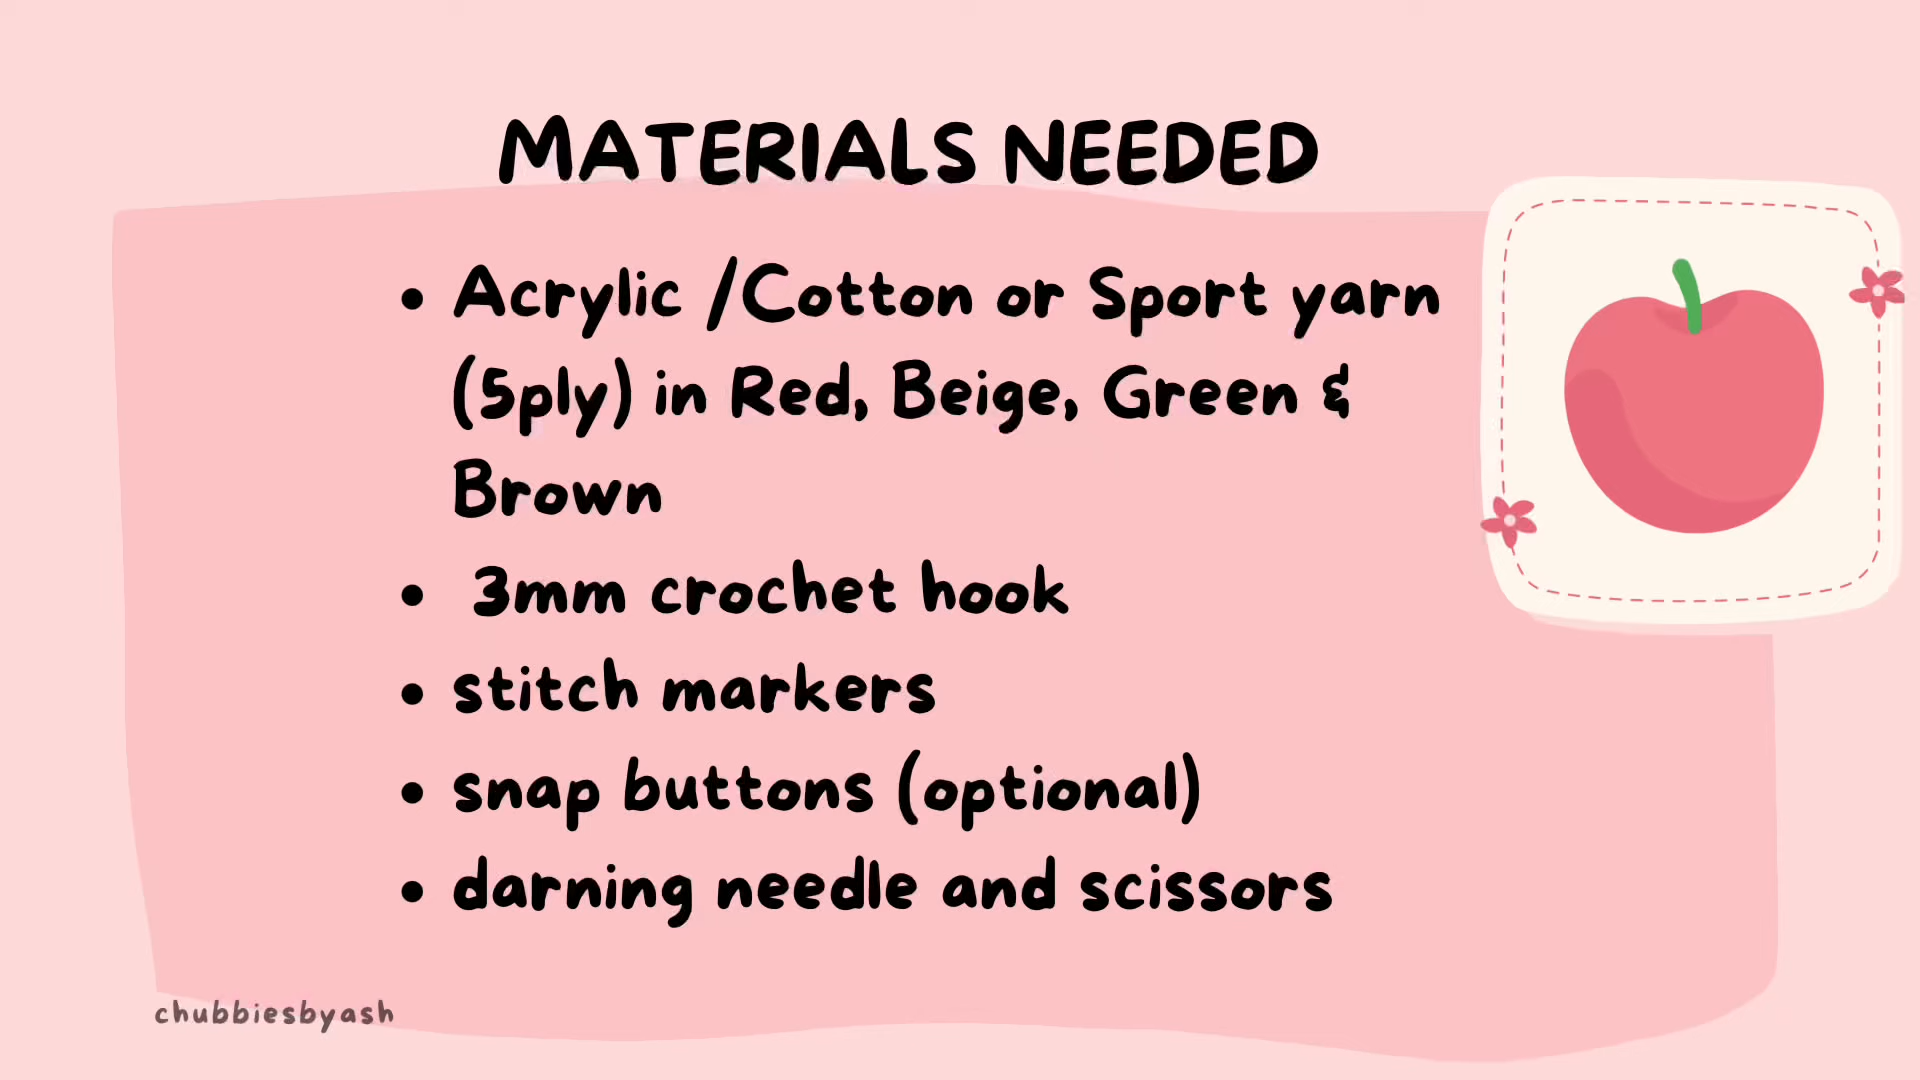 MATERIALS NEEDED
• Acrylic /Cotton or Sport yarn
(5ply) in Red, Beige, Green &
Brown
• 3mm crochet hook
• stitch markers
• snap buttons (optional)
• darning needle and scissors
chubbiesbyash